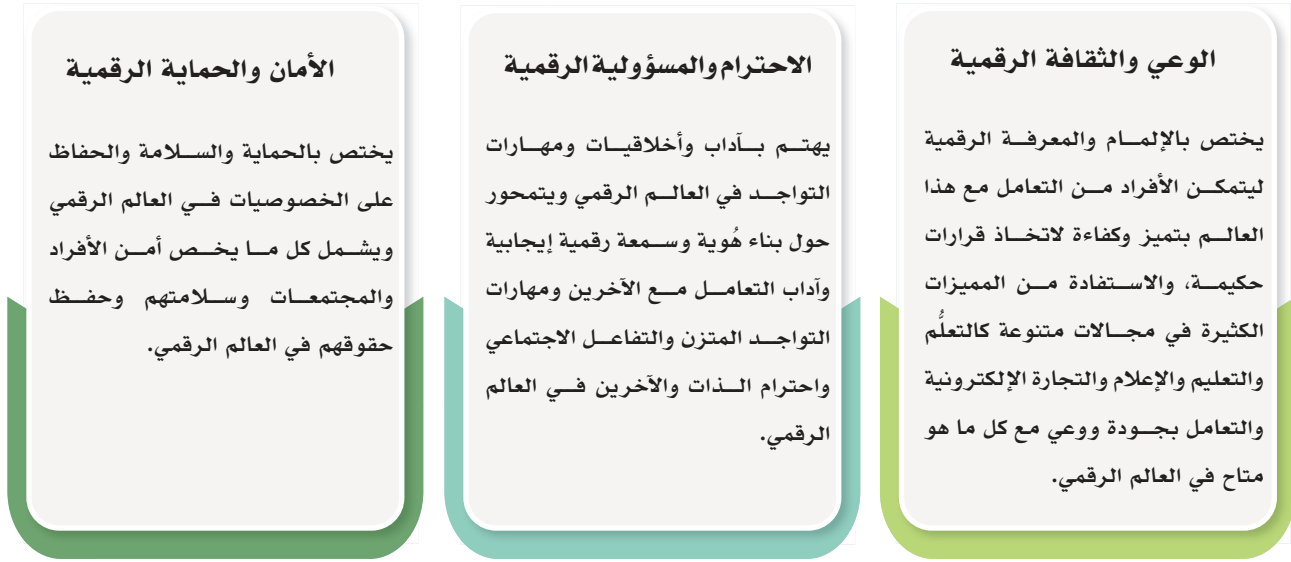 الوعي والثقافة الرقمية
يختص بالإلمام والمعرفة الرقمية
ليتمكن الأفراد من التعامل مع هذا
العالم بتميز وكفاءة لاتخاذ قرارات
حكيمة، والاستفادة من المميزات
الكثيرة في مجالات متنوعة كالتعلُّم
والتعليم والإعلام والتجارة الإلكترونية
والتعامل بجودة ووعي مع كل ما هو
متاح في العالم الرقمي.
الاحترام والمسؤولية الرقمية
يهتم بآداب وأخلاقيات ومهارات
التواجد في العالم الرقمي ويتمحور
حول بناء هُوية وسمعة رقمية إيجابية
وآداب التعامل مع الآخرين ومهارات
التواجد المتزن والتفاعل الاجتماعي
واحترام الذات والآخرين في العالم
الرقمي.
الأمان والحماية الرقمية
يختص بالحماية والسلامة والحفاظ
على الخصوصيات في العالم الرقمي
ويشمل كل ما يخص أمن الأفراد
والمجتمعات وسلامتهم وحفظ
حقوقهم في العالم الرقمي.